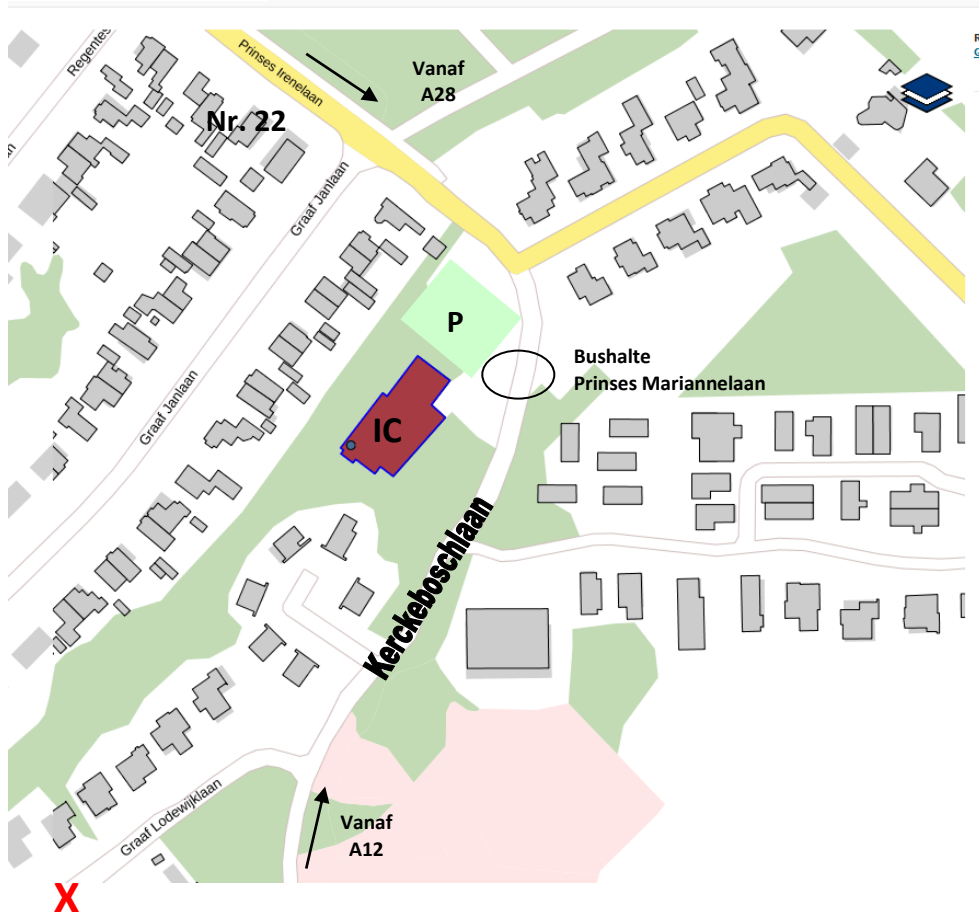 Regentes
Prinses Irenelaan
Vanaf
A28
R
G
Nr. 22
Graaf Janlaan
P
Bushalte
Prinses Mariannelaan
IC
Graaf Janlaan
Kerckeboschlaan
Graaf Lodewijklaan
Vanaf
A12
X